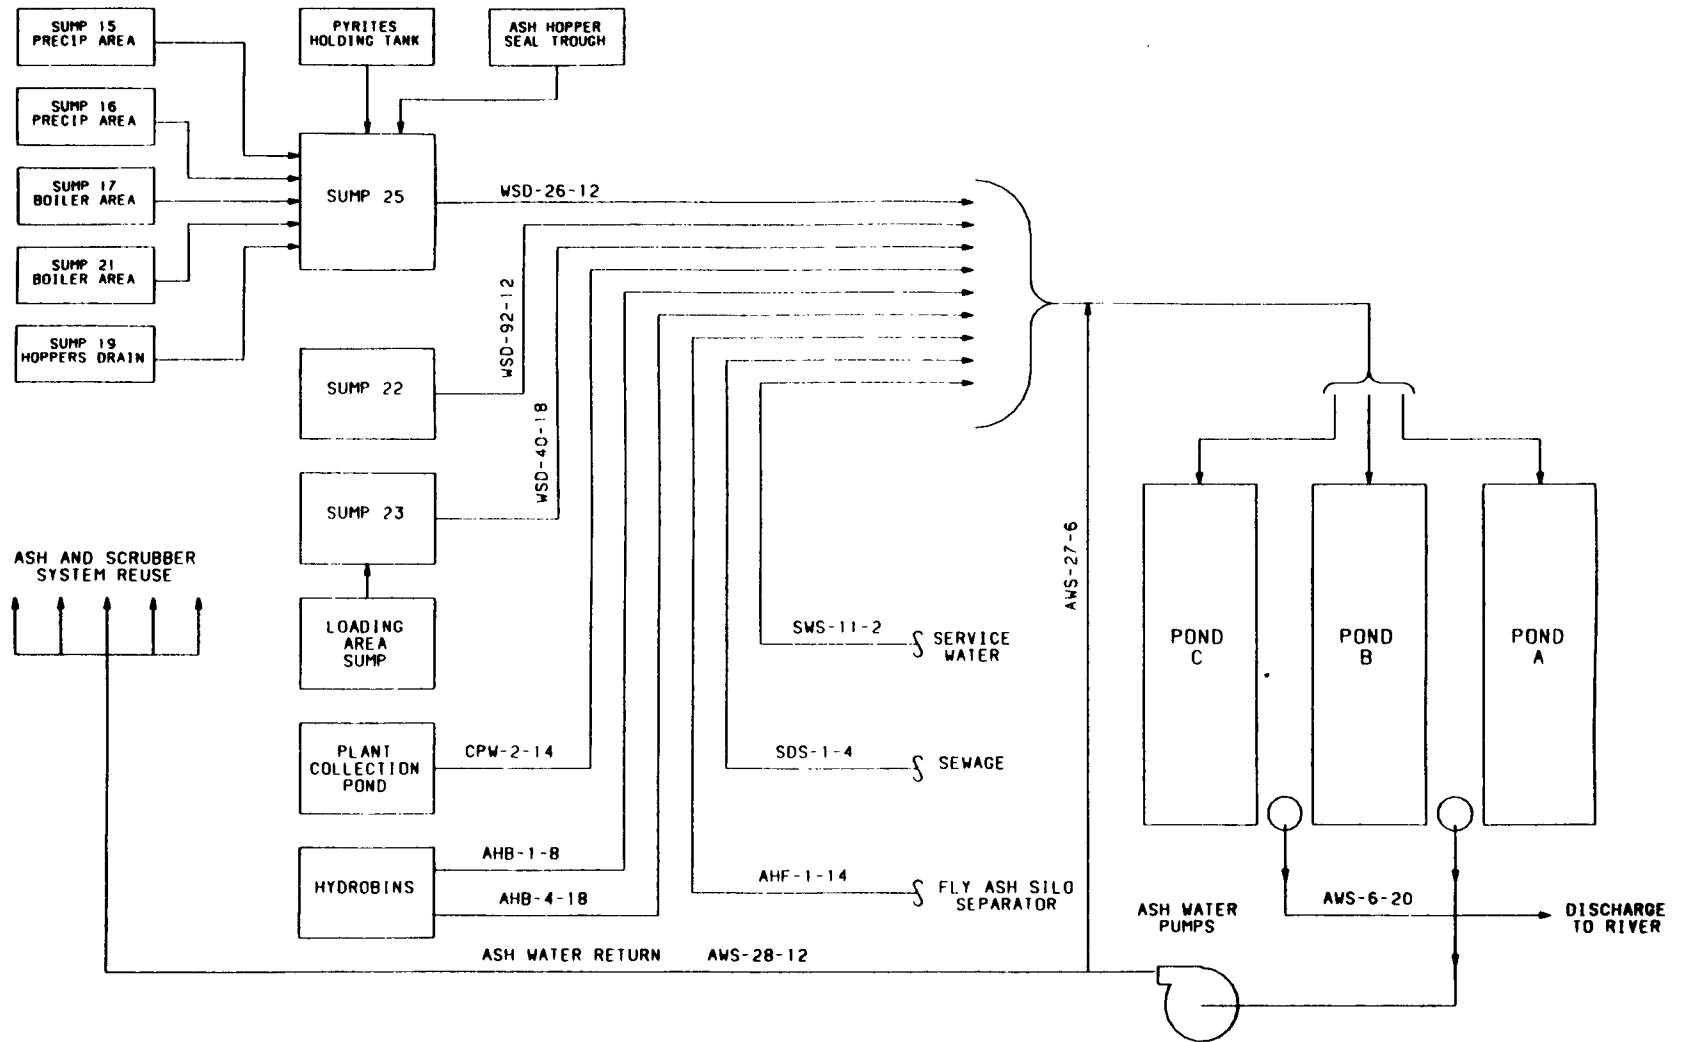 SUMP 15
PRECIP AREA
PYRITES
HOLDING TANK
ASH HOPPER
SEAL TROUGH
SUMP 16
PRECIP AREA
SUMP 17
BOILER AREA
SUMP 25
WSD-26-12
SUMP 21
BOILER AREA
SUMP 19
HOPPERS DRAIN
WSD-92-12
SUMP 22
WSD-40-18
SUMP 23
ASH AND SCRUBBER
SYSTEM REUSE
LOADING
AREA
SUMP
AWS-27-6
SWS-11-2
SERVICE
WATER
POND
C
POND
B
POND
A
PLANT
COLLECTION
POND
CPW-2-14
SDS-1-4
SEWAGE
HYDROBINS
AHB-1-8
AHB-4-18
AHF-1-14
FLY ASH SILO
SEPARATOR
ASH WATER
PUMPS
AWS-6-20
DISCHARGE
TO RIVER
ASH WATER RETURN AWS-28-12